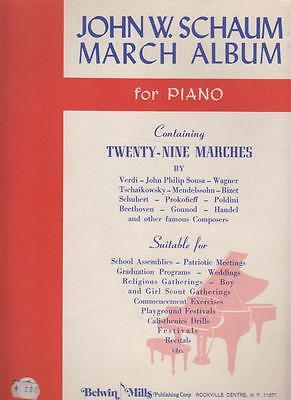 JOHN W. SCHAUM
MARCH ALBUM
for PIANO
Containing
TWENTY-NINE MARCHES
BY
Verdi – John Philip Sousa – Wagner
Tschaikowsky – Mendelssohn – Bizet
Schubert – Prokofieff – Poldini
Beethoven – Gounod – Handel
and other famous Composers
Suitable for
School Assemblies – Patriotic Meetings
Graduation Programs – Weddings
Religious Gatherings – Boy
and Girl Scout Gatherings
Commencement Exercises
Playground Festivals
Calisthenics Drills
Festivals
Recitals
etc.
Belwin Mills Publishing Corp. ROCKVILLE CENTRE, N. Y. 11571